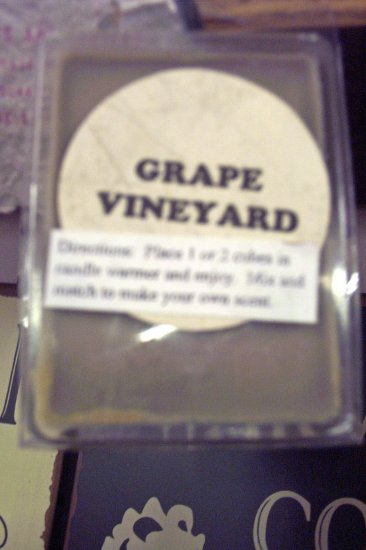 GRAPE
VINEYARD
Directions: Place 1 or 2 cubes in
candle warmer and enjoy. Mix and
match to make your own scent.
CO